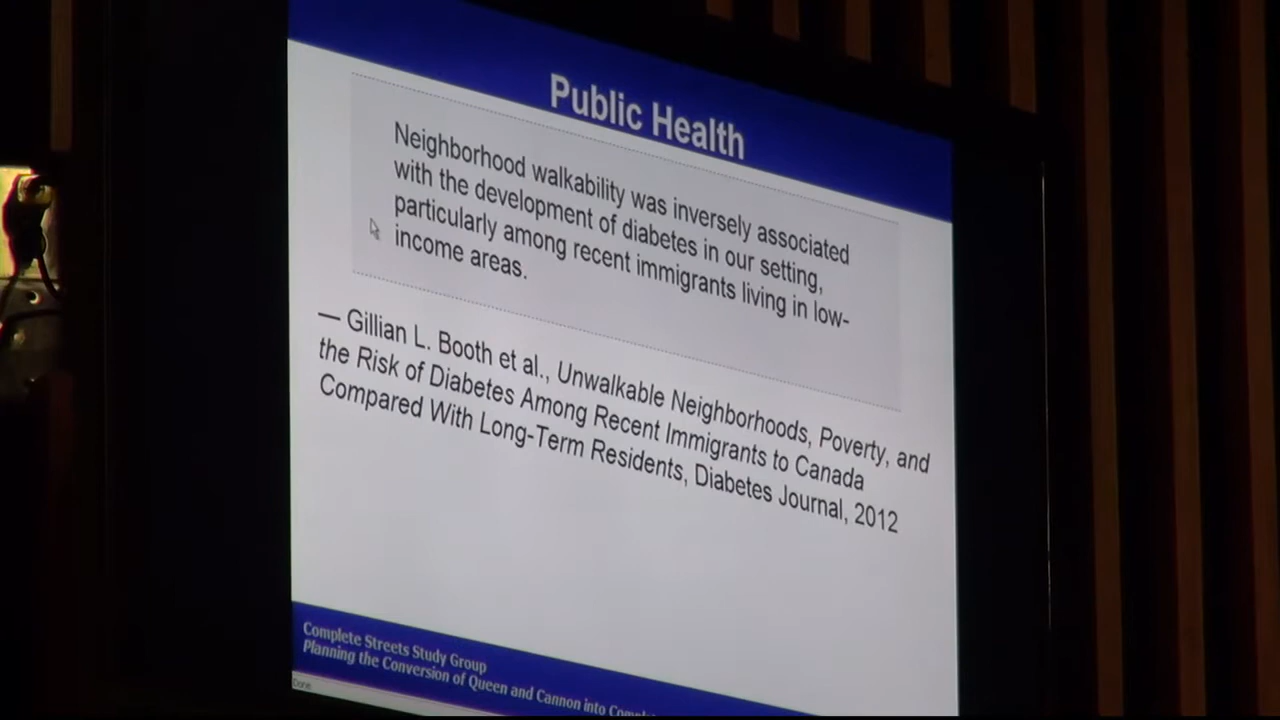 Public Health
Neighborhood walkability was inversely associated
with the development of diabetes in our setting,
particularly among recent immigrants living in low-
income areas.
— Gillian L. Booth et al., Unwalkable Neighborhoods, Poverty, and
the Risk of Diabetes Among Recent Immigrants to Canada
Compared With Long-Term Residents, Diabetes Journal, 2012
Complete Streets Study Group
Planning the Conversion of Queen and Cannon into
Done